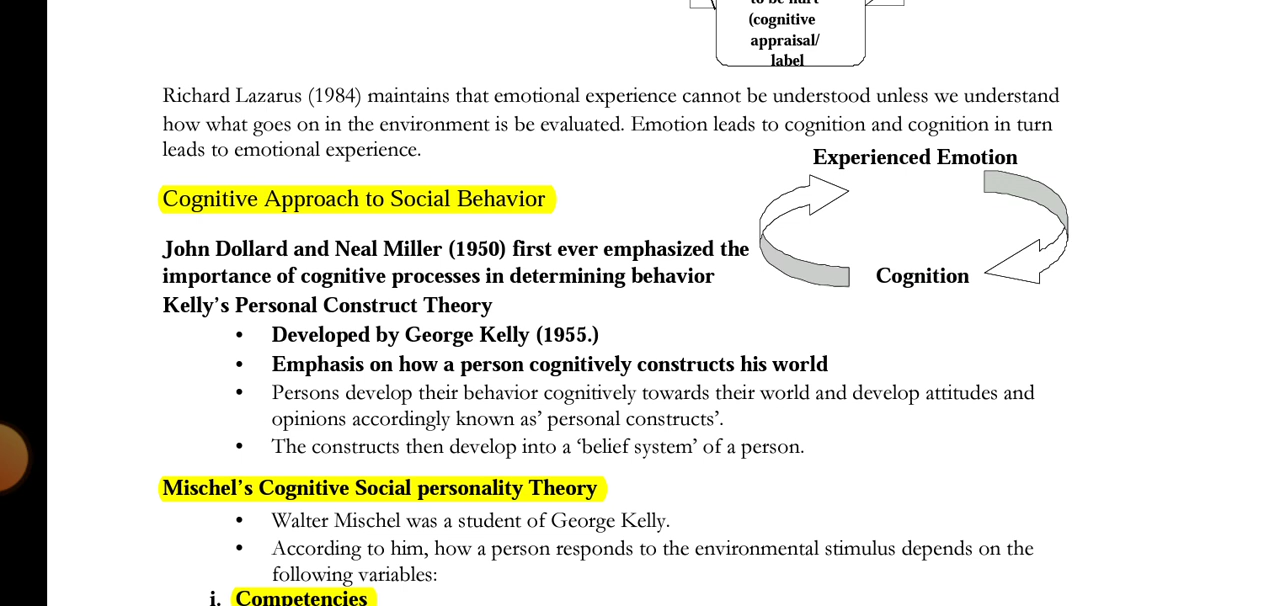 to be hurt
(cognitive
appraisal/
label
Richard Lazarus (1984) maintains that emotional experience cannot be understood unless we understand
how what goes on in the environment is be evaluated. Emotion leads to cognition and cognition in turn
leads to emotional experience.
Experienced Emotion
Cognitive Approach to Social Behavior
John Dollard and Neal Miller (1950) first ever emphasized the
importance of cognitive processes in determining behavior
Cognition
Kelly’s Personal Construct Theory
• Developed by George Kelly (1955.)
• Emphasis on how a person cognitively constructs his world
• Persons develop their behavior cognitively towards their world and develop attitudes and
opinions accordingly known as’ personal constructs’.
• The constructs then develop into a ‘belief system’ of a person.
Mischel’s Cognitive Social personality Theory
• Walter Mischel was a student of George Kelly.
• According to him, how a person responds to the environmental stimulus depends on the
following variables:
i. Competencies